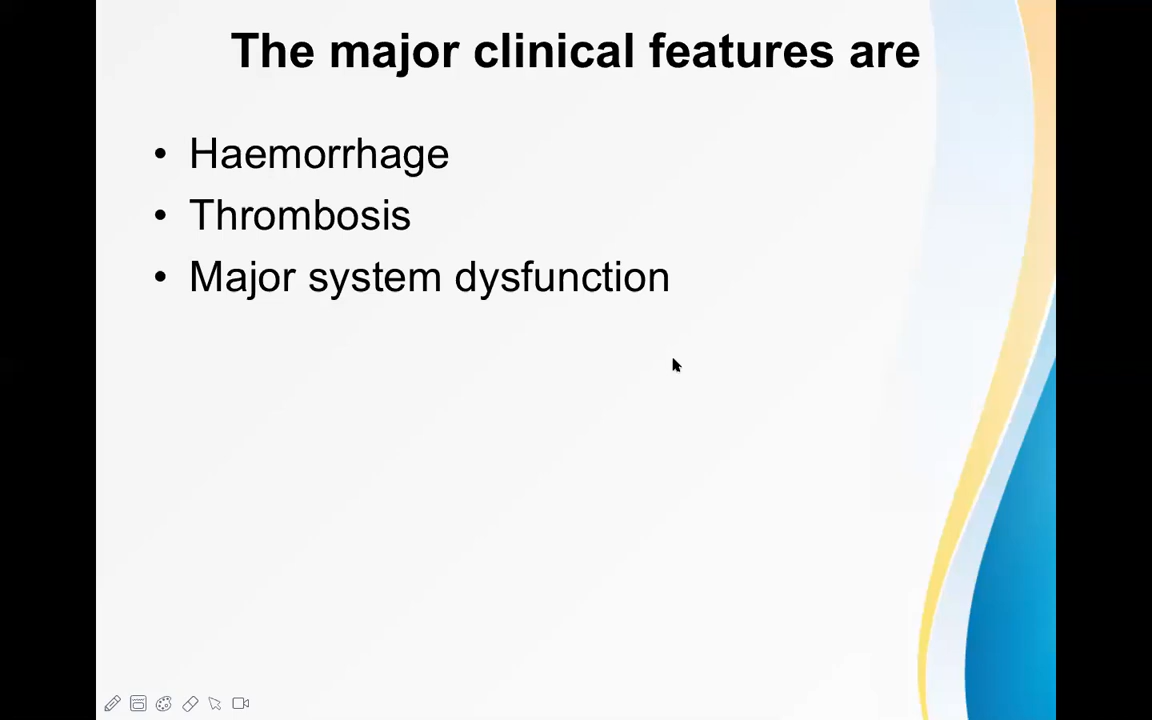 The major clinical features are
• Haemorrhage
• Thrombosis
• Major system dysfunction